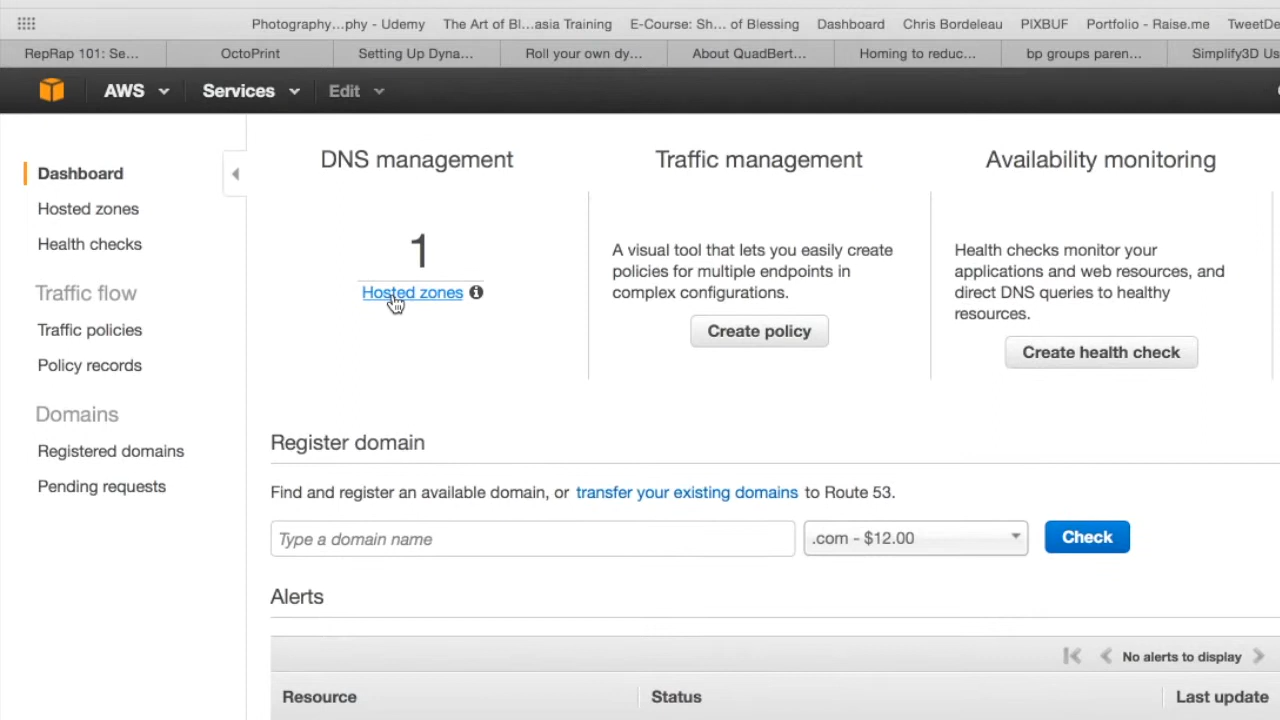 Photography…phy - Udemy The Art of Bl…asia Training E-Course: Sh… of Blessing Dashboard Chris Bordeleau PIXBUF Portfolio - Raise.me TweetDe
RepRap 101: Se… OctoPrint Setting Up Dyna… Roll your own dy… About QuadBert… Homing to reduc… bp groups paren… Simplify3D Us
AWS Services Edit
Dashboard
Hosted zones
Health checks
Traffic flow
Traffic policies
Policy records
Domains
Registered domains
Pending requests
DNS management
1
Hosted zones
Traffic management
A visual tool that lets you easily create
policies for multiple endpoints in
complex configurations.
Create policy
Availability monitoring
Health checks monitor your
applications and web resources, and
direct DNS queries to healthy
resources.
Create health check
Register domain
Find and register an available domain, or transfer your existing domains to Route 53.
Type a domain name .com - $12.00 Check
Alerts
No alerts to display
Resource Status Last update